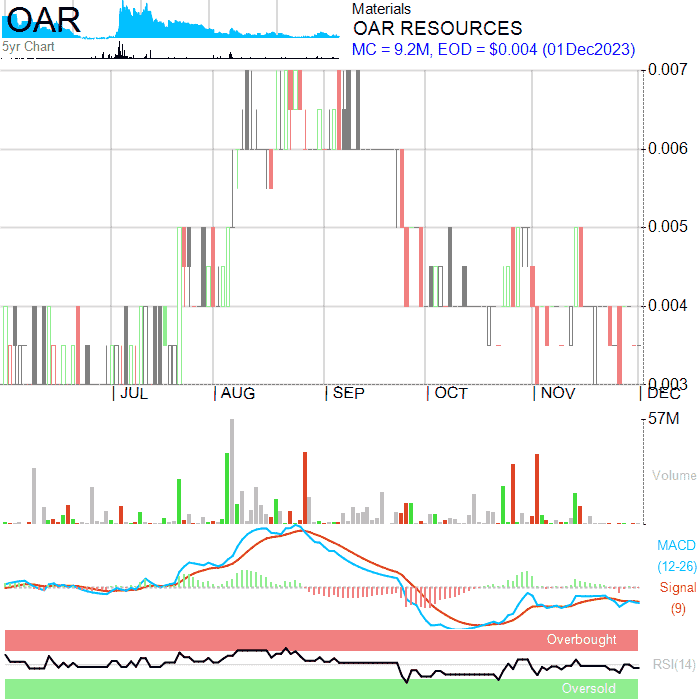 OAR
5yr Chart
Materials
OAR RESOURCES
MC = 9.2M, EOD = $0.004 (01Dec2023)
0.007
0.006
0.005
0.004
0.003
JUL AUG SEP OCT NOV DEC
57M
Volume
MACD
(12-26)
Signal
(9)
Overbought
RSI(14)
Oversold